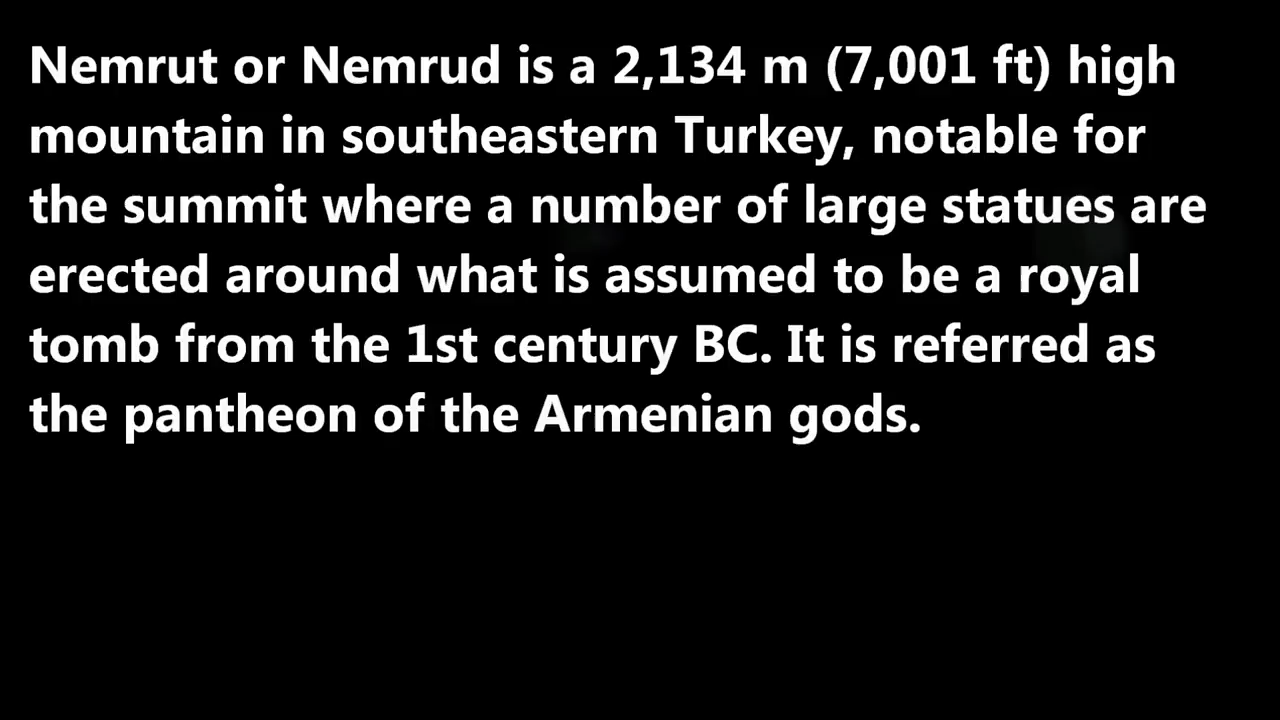 Nemrut or Nemrud is a 2,134 m (7,001 ft) high
mountain in southeastern Turkey, notable for
the summit where a number of large statues are
erected around what is assumed to be a royal
tomb from the 1st century BC. It is referred as
the pantheon of the Armenian gods.